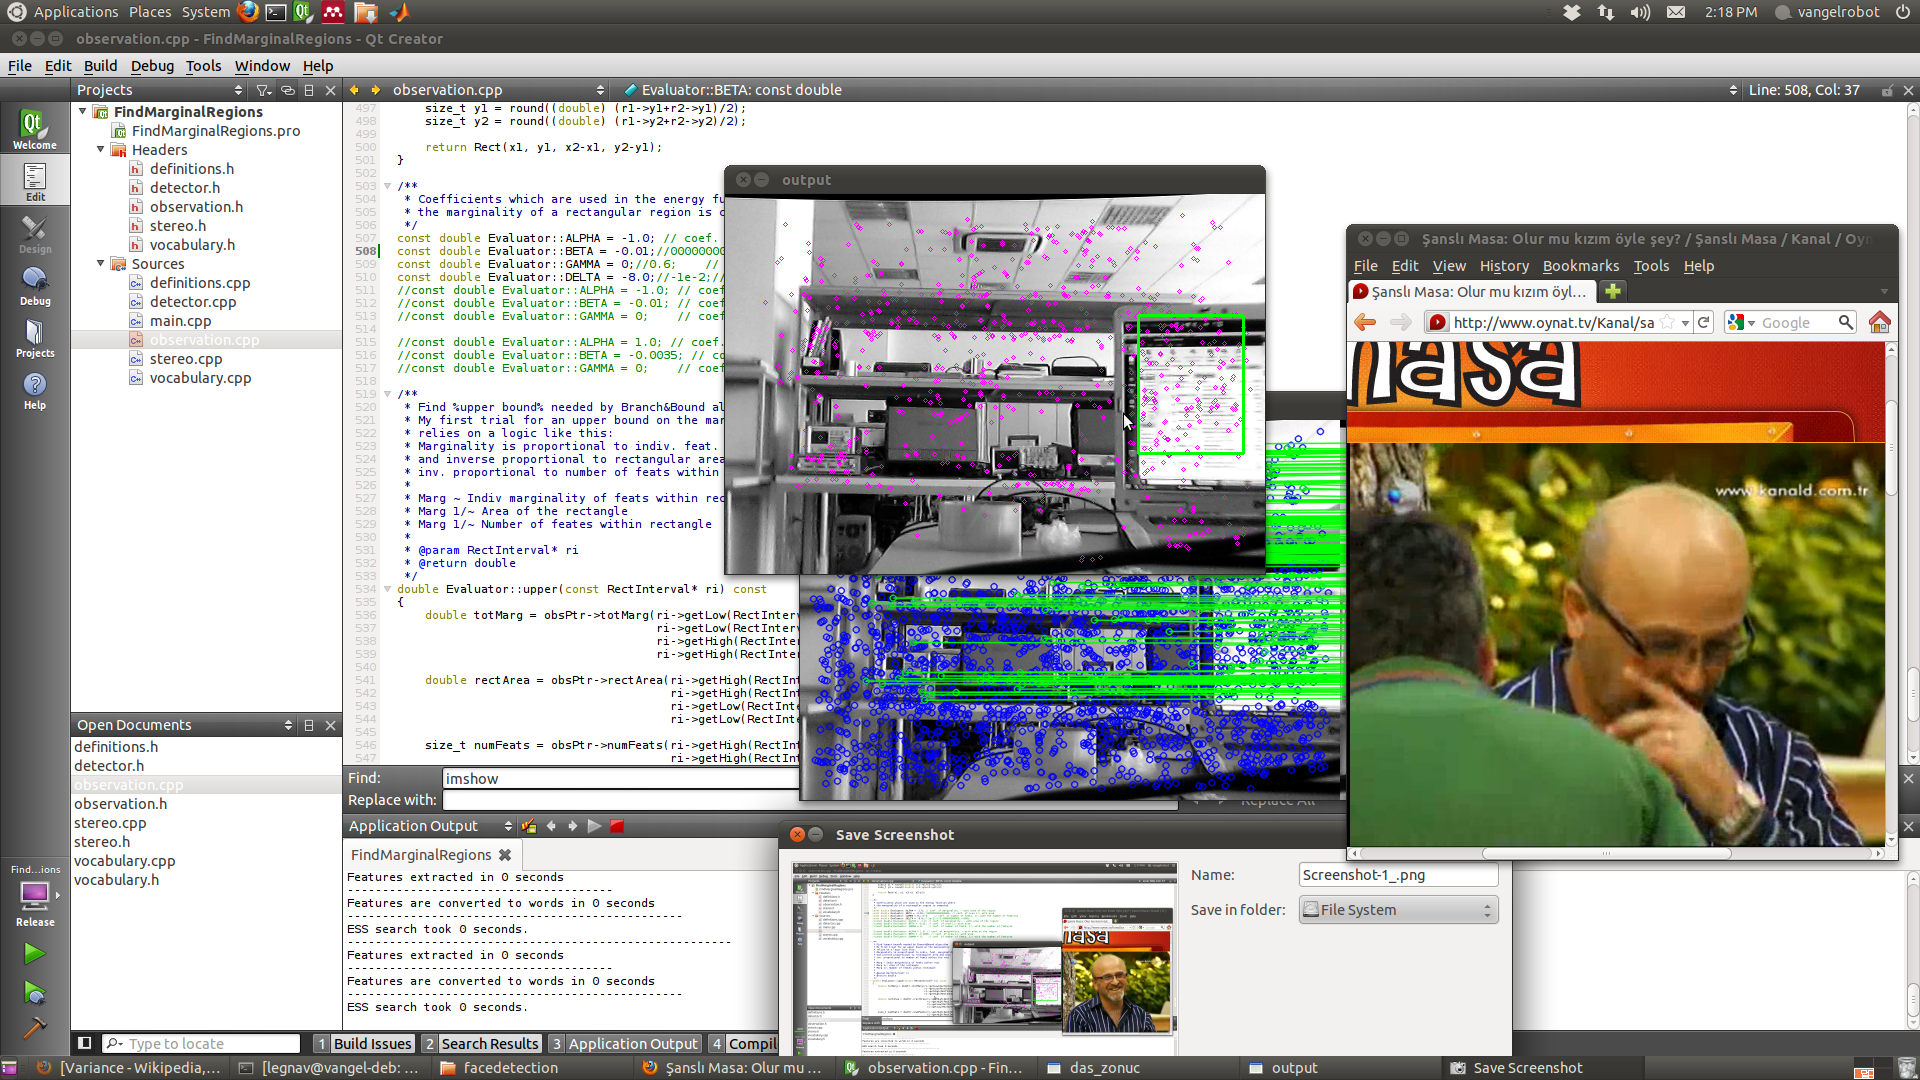 Applications Places System
2:18 PM vangelrobot
observation.cpp - FindMarginalRegions - Qt Creator
File Edit Build Debug Tools Window Help
Projects
observation.cpp
Evaluator::BETA: const double
Line: 508, Col: 37
Welcome
Edit
Design
Debug
Projects
Help
FindMarginalRegions
FindMarginalRegions.pro
Headers
definitions.h
detector.h
observation.h
stereo.h
vocabulary.h
Sources
definitions.cpp
detector.cpp
main.cpp
observation.cpp
stereo.cpp
vocabulary.cpp
497 size_t y1 = round((double) (r1->y1+r2->y1)/2);
498 size_t y2 = round((double) (r1->y2+r2->y2)/2);
499
500 return Rect(x1, y1, x2-x1, y2-y1);
501 }
502
503 /**
504 * Coefficients which are used in the energy fu
505 * the marginality of a rectangular region is c
506 */
507 const double Evaluator::ALPHA = -1.0; // coef.
508 const double Evaluator::BETA = -0.01;//00000000
509 const double Evaluator::GAMMA = 0;//0.6; //
510 const double Evaluator::DELTA = -8.0;//-1e-2;//
511 //const double Evaluator::ALPHA = -1.0; // coef
512 //const double Evaluator::BETA = -0.01; // coef
513 //const double Evaluator::GAMMA = 0; // coef
514
515 //const double Evaluator::ALPHA = 1.0; // coef.
516 //const double Evaluator::BETA = -0.0035; // co
517 //const double Evaluator::GAMMA = 0; // coef
518
519 /**
520 * Find %upper bound% needed by Branch&Bound al
521 * My first trial for an upper bound on the mar
522 * relies on a logic like this:
523 * Marginality is proportional to indiv. feat.
524 * and inverse proportional to rectangular area
525 * inv. proportional to number of feats within
526 *
527 * Marg ~ Indiv marginality of feats within rec
528 * Marg 1/~ Area of the rectangle
529 * Marg 1/~ Number of feates within rectangle
530 *
531 * @param RectInterval* ri
532 * @return double
533 */
534 double Evaluator::upper(const RectInterval* ri) const
535 {
536 double totMarg = obsPtr->totMarg(ri->getLow(RectInterv
537 ri->getLow(RectInterv
538 ri->getHigh(RectInter
539 ri->getHigh(RectInter
540
541 double rectArea = obsPtr->rectArea(ri->getHigh(RectInt
542 ri->getHigh(RectInt
543 ri->getLow(RectInte
544 ri->getLow(RectInte
545
546 size_t numFeats = obsPtr->numFeats(ri->getHigh(RectInt
547 ri->getHigh(RectInt
output
Şanslı Masa: Olur mu kızım öyle şey? / Şanslı Masa / Kanal / Oyn
File Edit View History Bookmarks Tools Help
Şanslı Masa: Olur mu kızım öyl...
http://www.oynat.tv/Kanal/sa
Google
masa
www.kanald.com.tr
Open Documents
definitions.h
detector.h
observation.cpp
observation.h
stereo.cpp
stereo.h
vocabulary.cpp
vocabulary.h
Find: imshow
Replace with:
Replace All
Application Output
FindMarginalRegions
Features extracted in 0 seconds
Features are converted to words in 0 seconds
ESS search took 0 seconds.
Features extracted in 0 seconds
Features are converted to words in 0 seconds
ESS search took 0 seconds.
Find...ions
Release
Save Screenshot
Name: Screenshot-1_.png
Save in folder: File System
Type to locate
1 Build Issues 2 Search Results 3 Application Output 4 Compil
[Variance - Wikipedia,... [legnav@vangel-deb: ... facedetection Şanslı Masa: Olur mu ... observation.cpp - Fin... das_zonuc output Save Screenshot